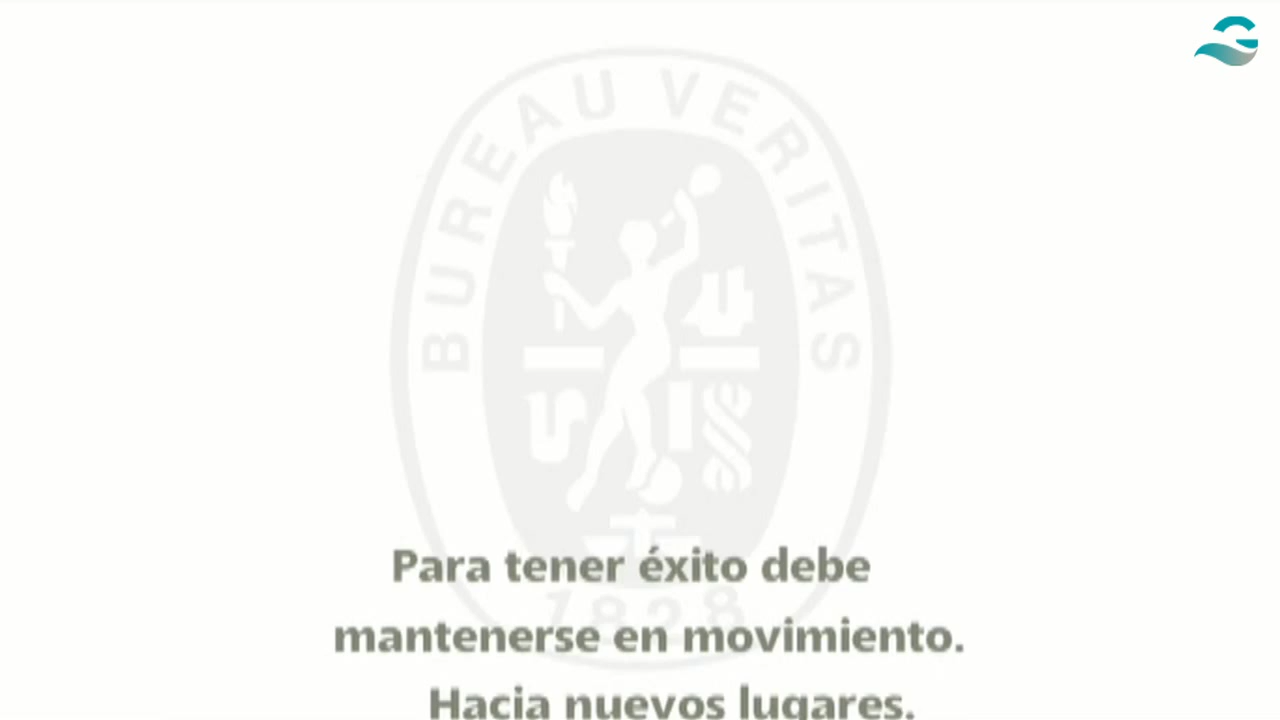 BUREAU VERITAS
Para tener éxito debe
1828
mantenerse en movimiento.
Hacia nuevos lugares.